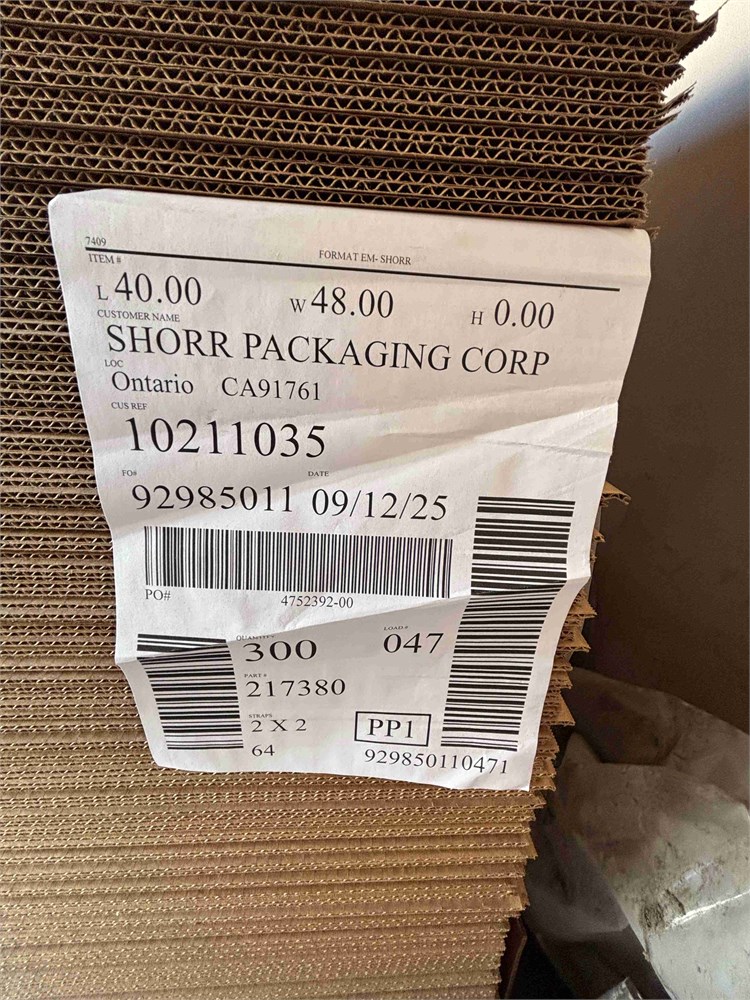 7409
ITEM #
FORMAT EM- SHORR
L 40.00 W 48.00 H 0.00
CUSTOMER NAME
SHORR PACKAGING CORP
LOC
Ontario CA91761
CUS REF
10211035
FO# DATE
92985011 09/12/25
PO# 4752392-00
QUANTITY LOAD #
300 047
PART #
217380
STRAPS
2 X 2 PP1
64 929850110471